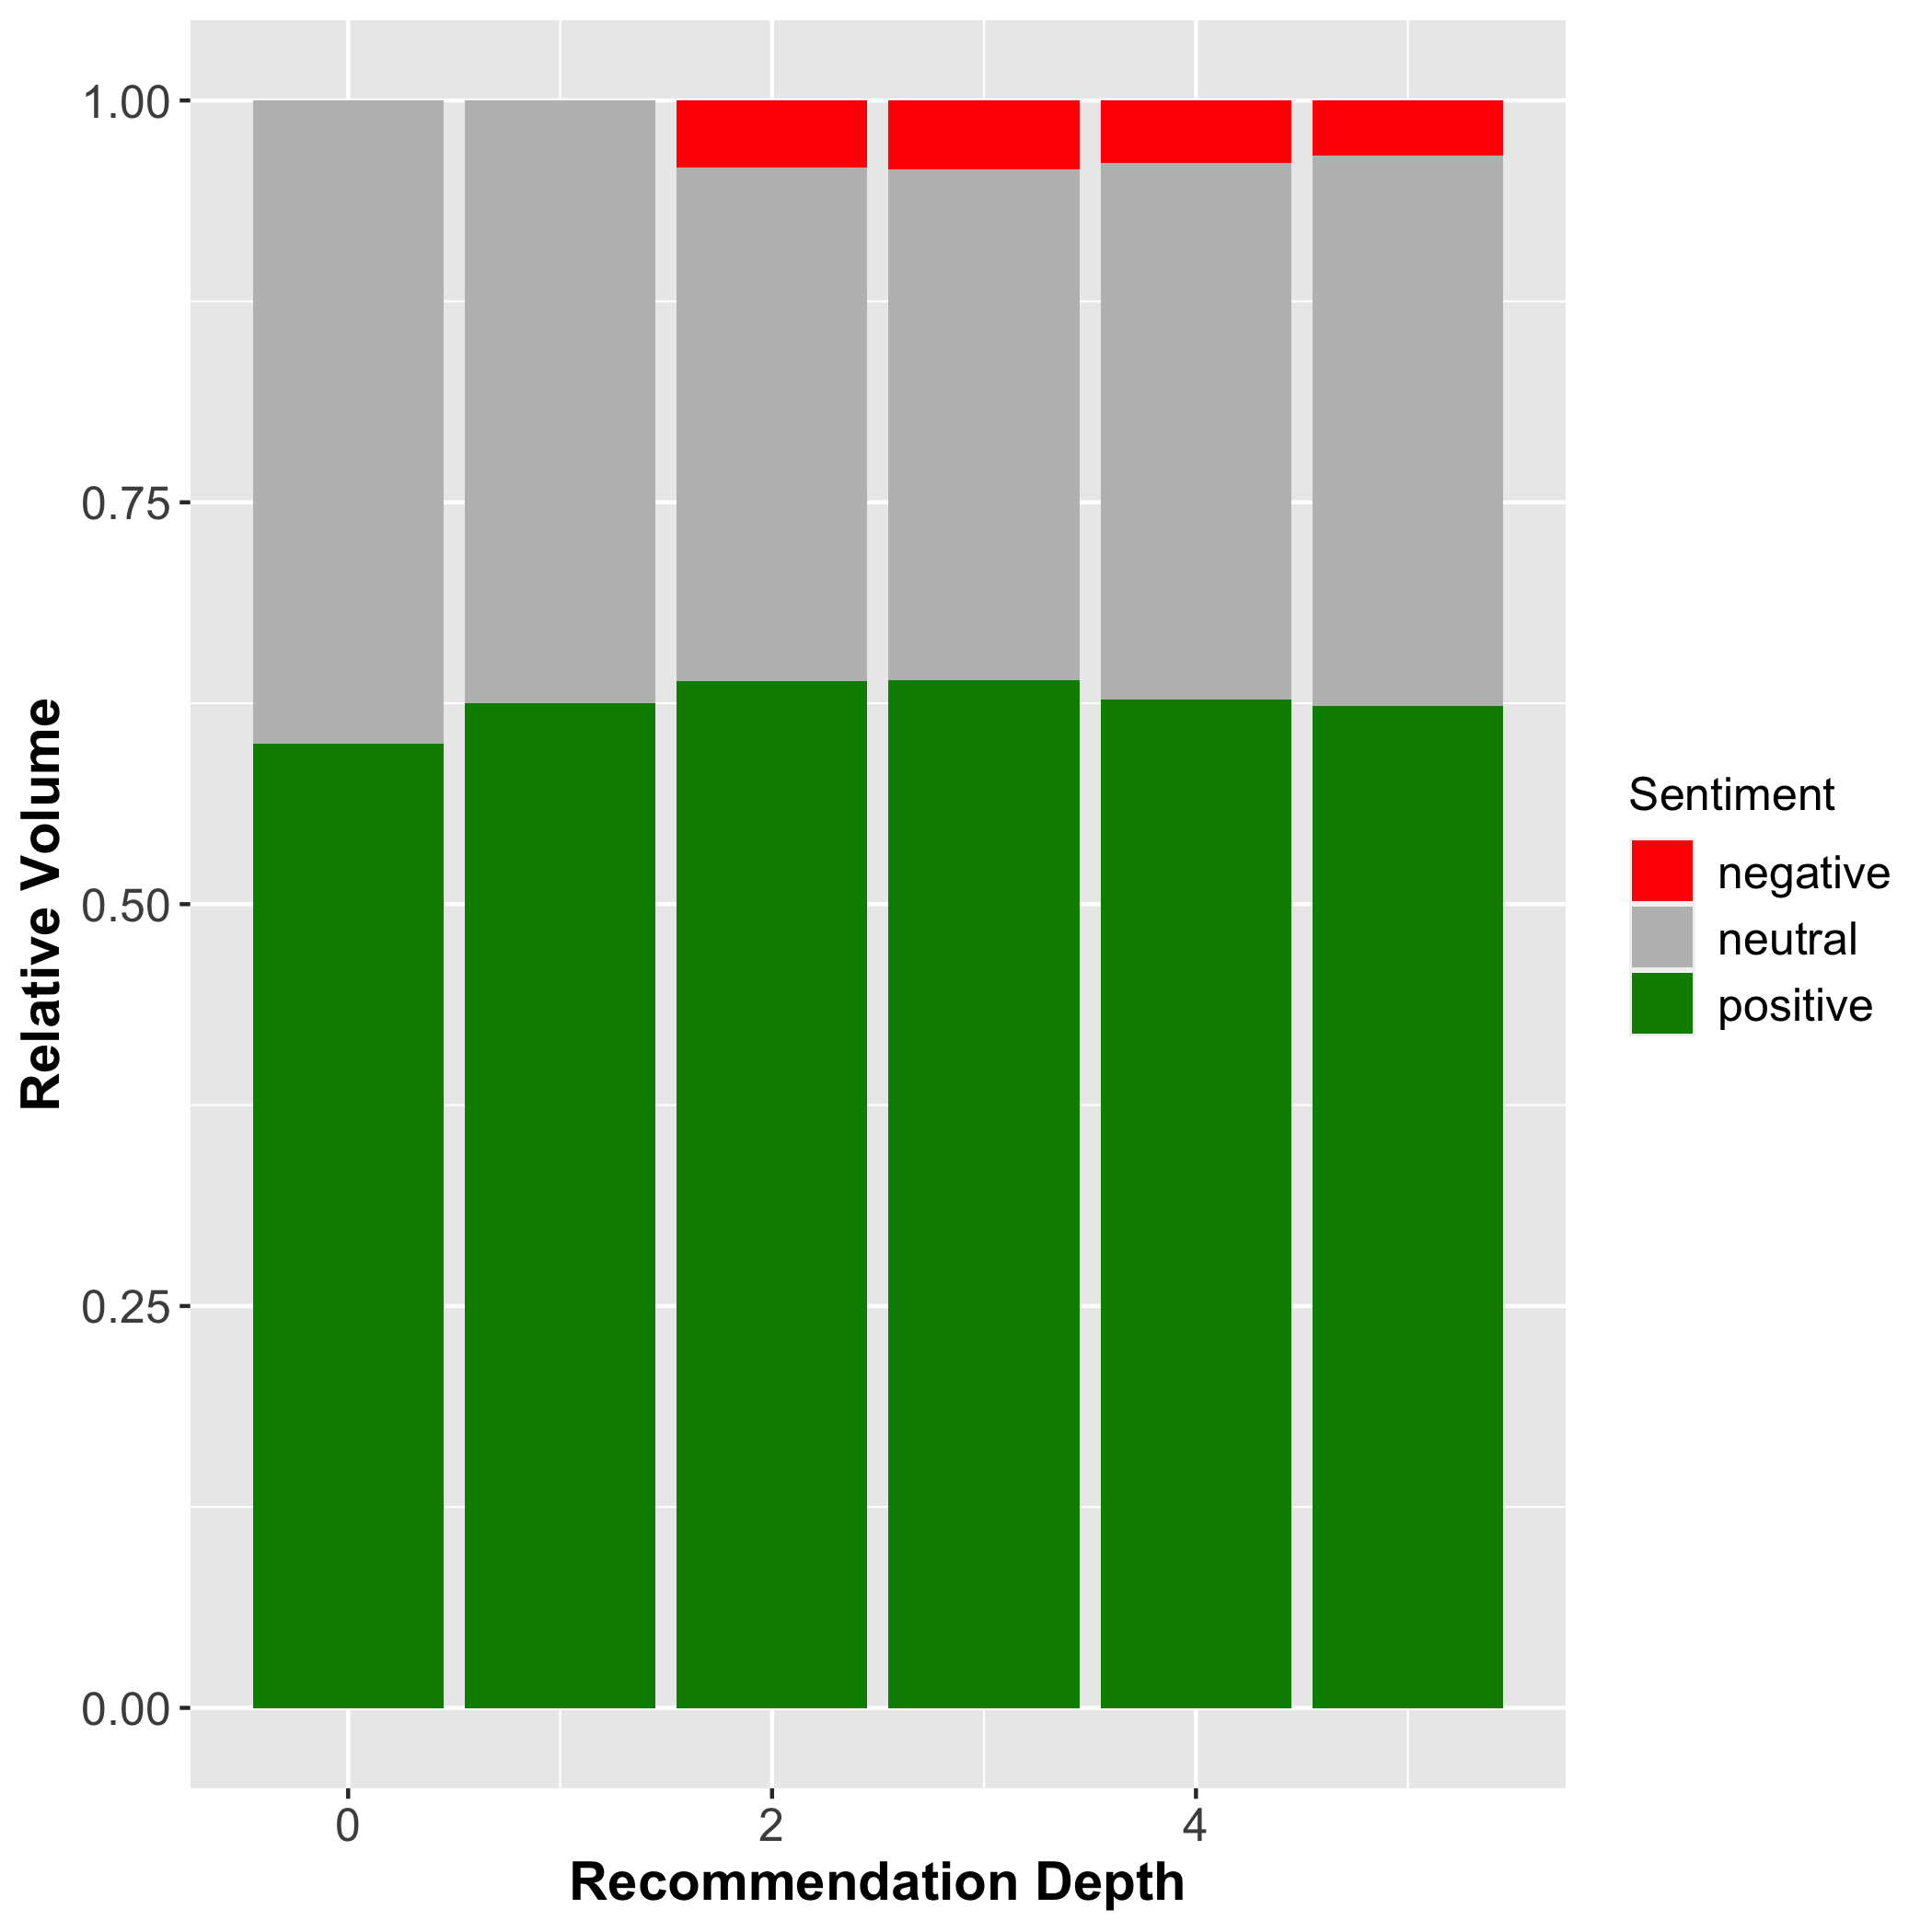 1.00
0.75
0.50
0.25
0.00
Relative Volume
0
2
4
Recommendation Depth
Sentiment
negative
neutral
positive